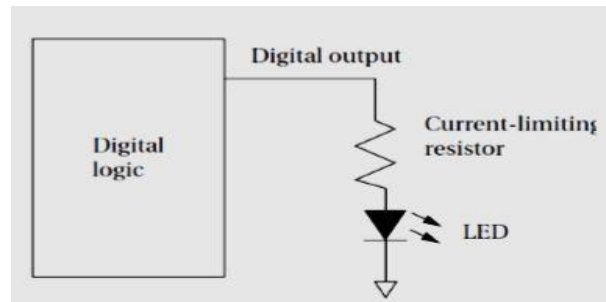 Digital output
Digital
logic
Current-limiting
resistor
LED